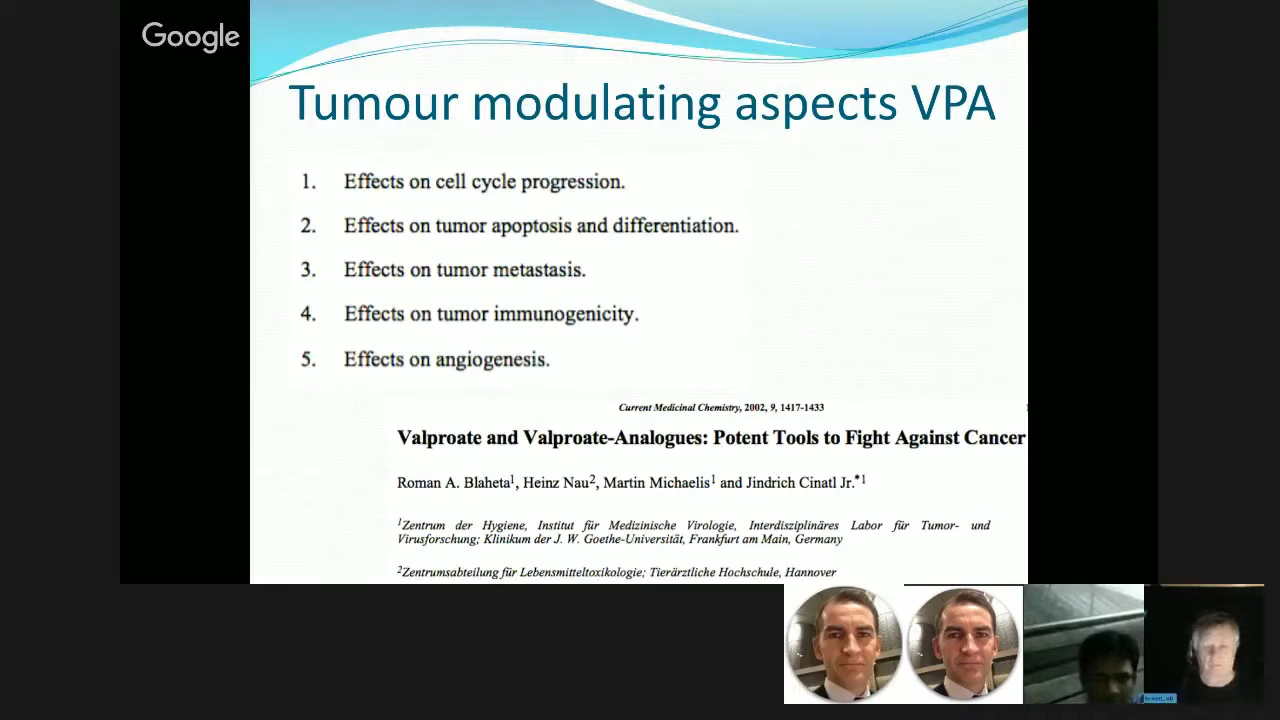 Google
Tumour modulating aspects VPA
1. Effects on cell cycle progression.
2. Effects on tumor apoptosis and differentiation.
3. Effects on tumor metastasis.
4. Effects on tumor immunogenicity.
5. Effects on angiogenesis.
Current Medicinal Chemistry, 2002, 9, 1417-1433
Valproate and Valproate-Analogues: Potent Tools to Fight Against Cancer
Roman A. Blaheta1, Heinz Nau2, Martin Michaelis1 and Jindrich Cinatl Jr.*1
1Zentrum der Hygiene, Institut für Medizinische Virologie, Interdisziplinäres Labor für Tumor- und
Virusforschung; Klinikum der J. W. Goethe-Universität, Frankfurt am Main, Germany
2Zentrumsabteilung für Lebensmitteltoxikologie; Tierärztliche Hochschule, Hannover